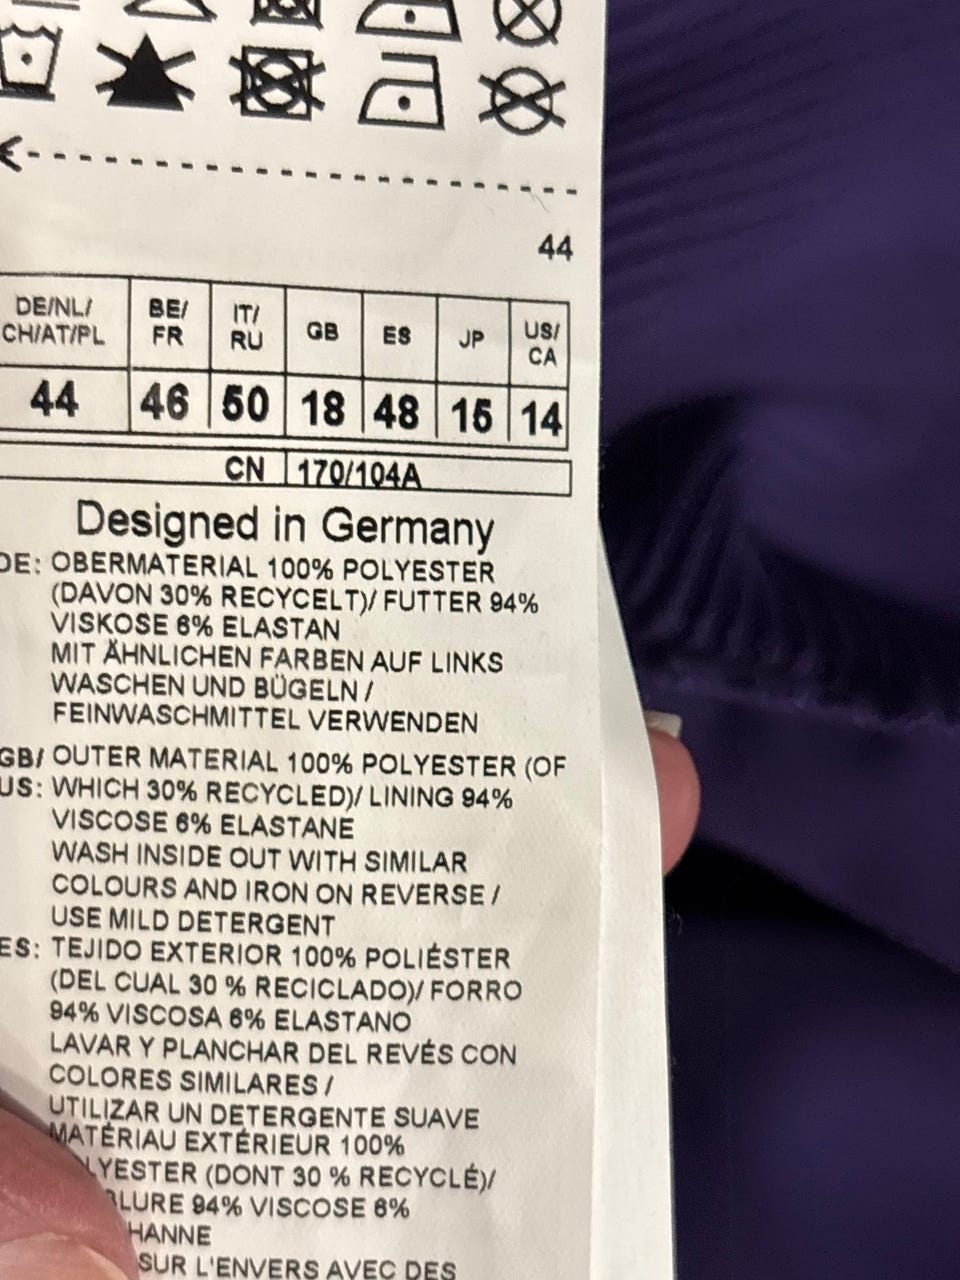 44
DE/NL/ CH/AT/PL BE/ FR IT/ RU GB ES JP US/ CA
44 46 50 18 48 15 14
CN 170/104A
Designed in Germany
DE: OBERMATERIAL 100% POLYESTER
(DAVON 30% RECYCELT)/ FUTTER 94%
VISKOSE 6% ELASTAN
MIT ÄHNLICHEN FARBEN AUF LINKS
WASCHEN UND BÜGELN /
FEINWASCHMITTEL VERWENDEN
GB/ OUTER MATERIAL 100% POLYESTER (OF
US: WHICH 30% RECYCLED)/ LINING 94%
VISCOSE 6% ELASTANE
WASH INSIDE OUT WITH SIMILAR
COLOURS AND IRON ON REVERSE /
USE MILD DETERGENT
ES: TEJIDO EXTERIOR 100% POLIÉSTER
(DEL CUAL 30 % RECICLADO)/ FORRO
94% VISCOSA 6% ELASTANO
LAVAR Y PLANCHAR DEL REVÉS CON
COLORES SIMILARES /
UTILIZAR UN DETERGENTE SUAVE
MATÉRIAU EXTÉRIEUR 100%
LYESTER (DONT 30 % RECYCLÉ)/
BLURE 94% VISCOSE 6%
HANNE
SUR L'ENVERS AVEC DES